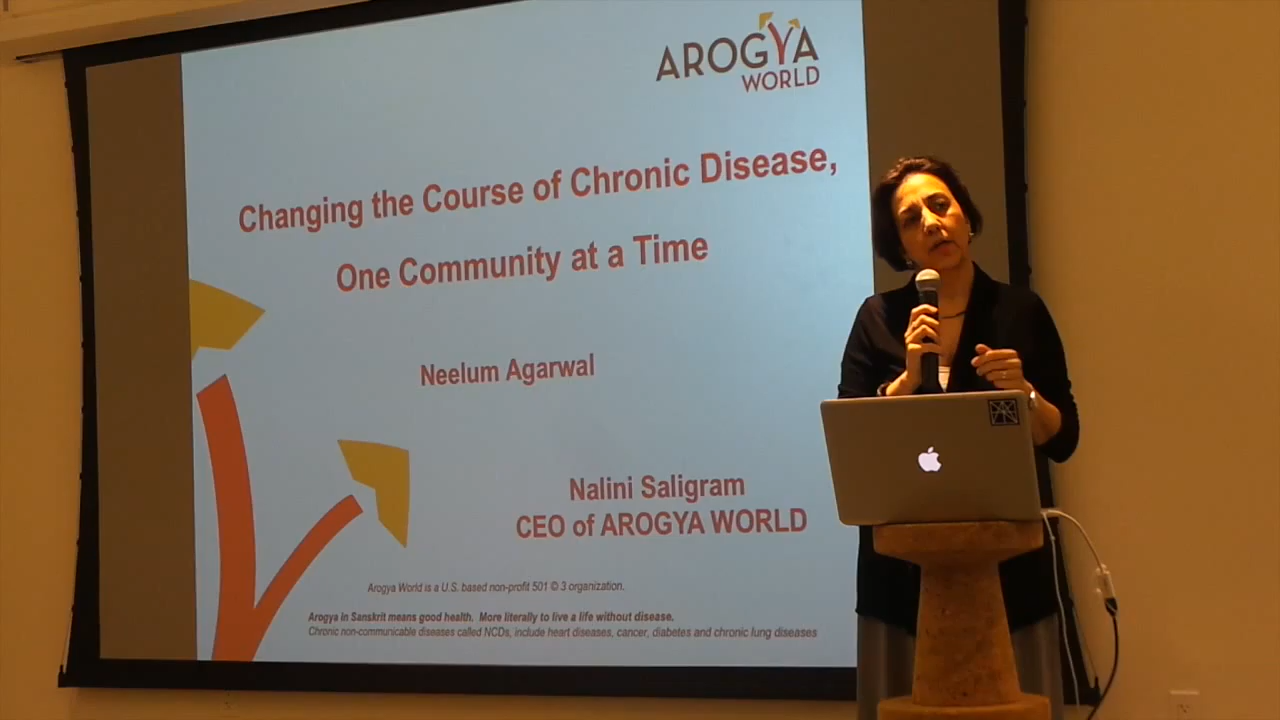 AROGYA
WORLD
Changing the Course of Chronic Disease,
One Community at a Time
Neelum Agarwal
Nalini Saligram
CEO of AROGYA WORLD
Arogya World is a U.S. based non-profit 501 © 3 organization.
Arogya in Sanskrit means good health. More literally to live a life without disease.
Chronic non-communicable diseases called NCDs, include heart diseases, cancer, diabetes and chronic lung diseases